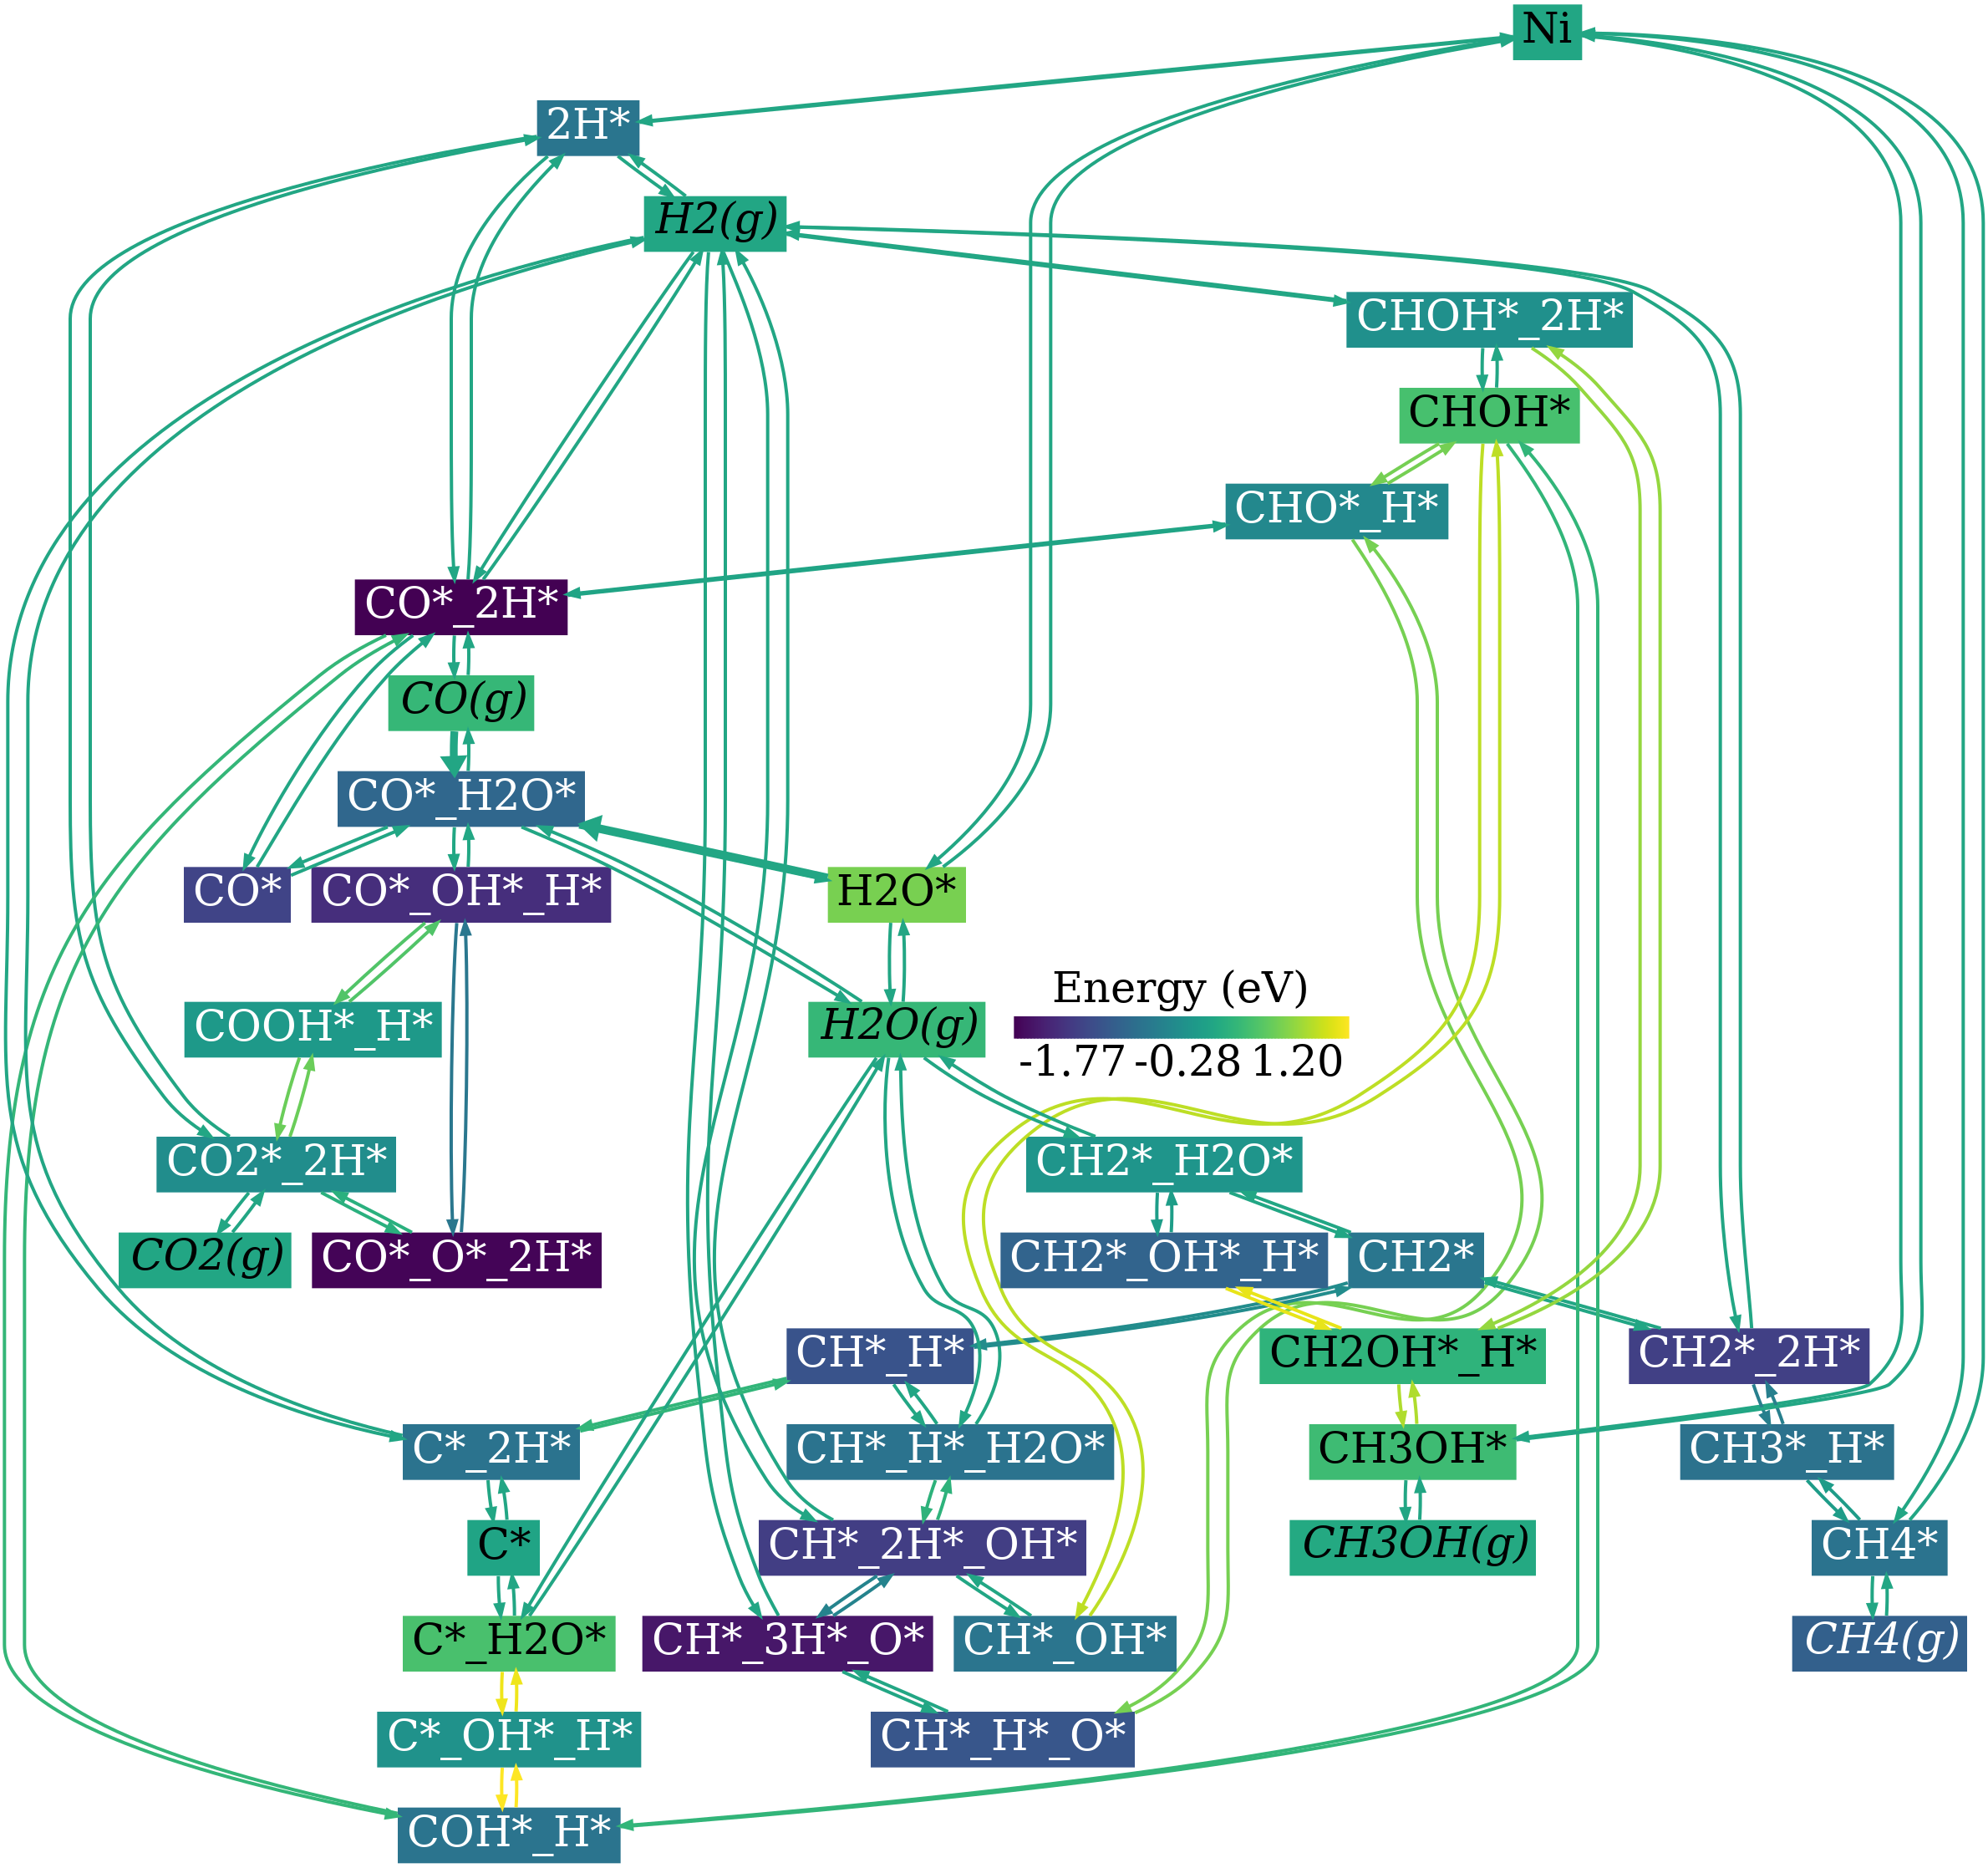 Ni
2H*
H2(g)
CHOH*_2H*
CHOH*
CHO*_H*
CO*_2H*
CO(g)
CO*_H2O*
CO*
CO*_OH*_H*
H2O*
Energy (eV)
COOH*_H*
H2O(g)
-1.77 -0.28 1.20
CO2*_2H*
CH2*_H2O*
CO2(g)
CO*_O*_2H*
CH2*_OH*_H*
CH2*
CH*_H*
CH2OH*_H*
CH2*_2H*
C*_2H*
CH*_H*_H2O*
CH3OH*
CH3*_H*
C*
CH*_2H*_OH*
CH3OH(g)
CH4*
C*_H2O*
CH*_3H*_O*
CH*_OH*
CH4(g)
C*_OH*_H*
CH*_H*_O*
COH*_H*